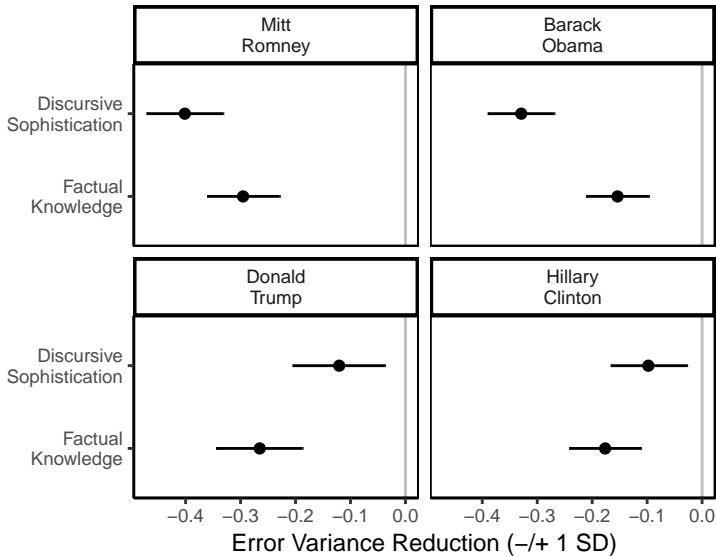 Mitt
Romney
Barack
Obama
Discursive
Sophistication
Factual
Knowledge
Donald
Trump
Hillary
Clinton
Discursive
Sophistication
Factual
Knowledge
−0.4 −0.3 −0.2 −0.1 0.0 −0.4 −0.3 −0.2 −0.1 0.0
Error Variance Reduction (−/+ 1 SD)